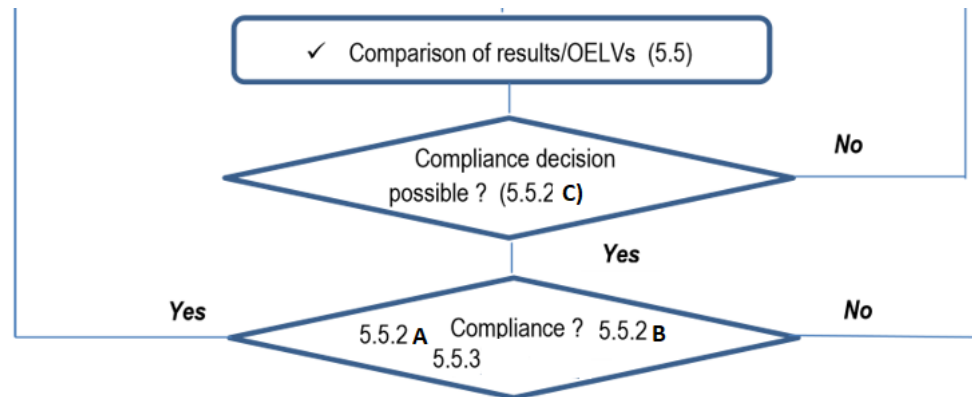 ✓ Comparison of results/OELVs (5.5)
Compliance decision
possible ? (5.5.2 C)
No
Yes
Yes
5.5.2 A Compliance ? 5.5.2 B
5.5.3
No